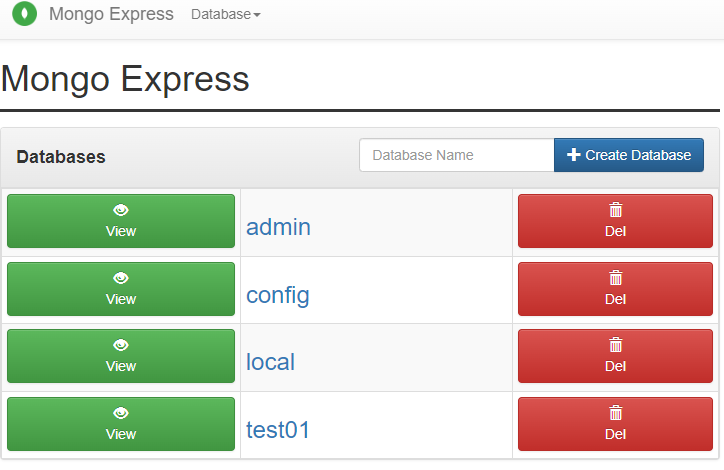 Mongo Express Database
Mongo Express
Databases Database Name Create Database
View admin Del
View config Del
View local Del
View test01 Del